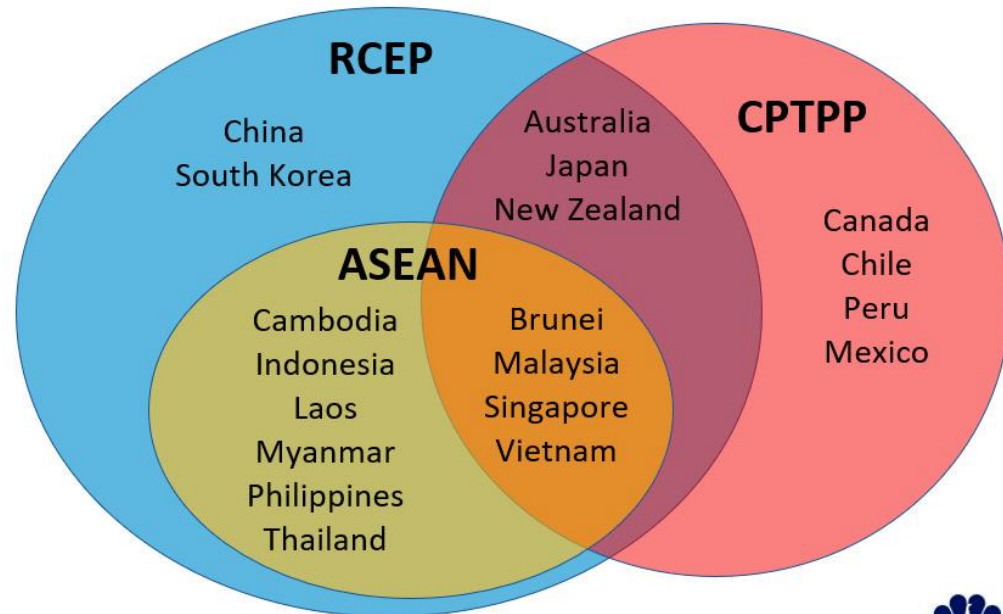 RCEP
China
South Korea
Australia
Japan
New Zealand
CPTPP
Canada
Chile
Peru
Mexico
ASEAN
Cambodia
Indonesia
Laos
Myanmar
Philippines
Thailand
Brunei
Malaysia
Singapore
Vietnam